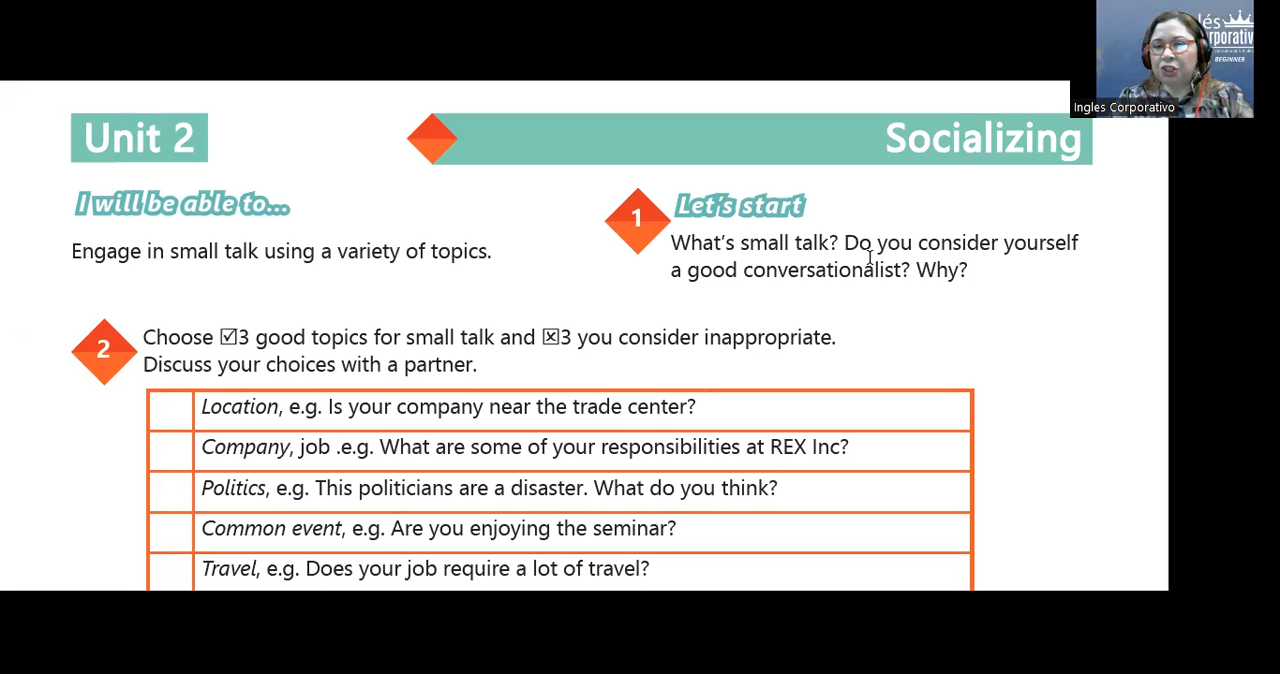 lés
rporativ
BEGINNER
Ingles Corporativo
Unit 2
Socializing
I will be able to...
Engage in small talk using a variety of topics.
1
Let's start
What's small talk? Do you consider yourself
a good conversationalist? Why?
2
Choose ☑3 good topics for small talk and ☒3 you consider inappropriate.
Discuss your choices with a partner.
Location, e.g. Is your company near the trade center?
Company, job .e.g. What are some of your responsibilities at REX Inc?
Politics, e.g. This politicians are a disaster. What do you think?
Common event, e.g. Are you enjoying the seminar?
Travel, e.g. Does your job require a lot of travel?